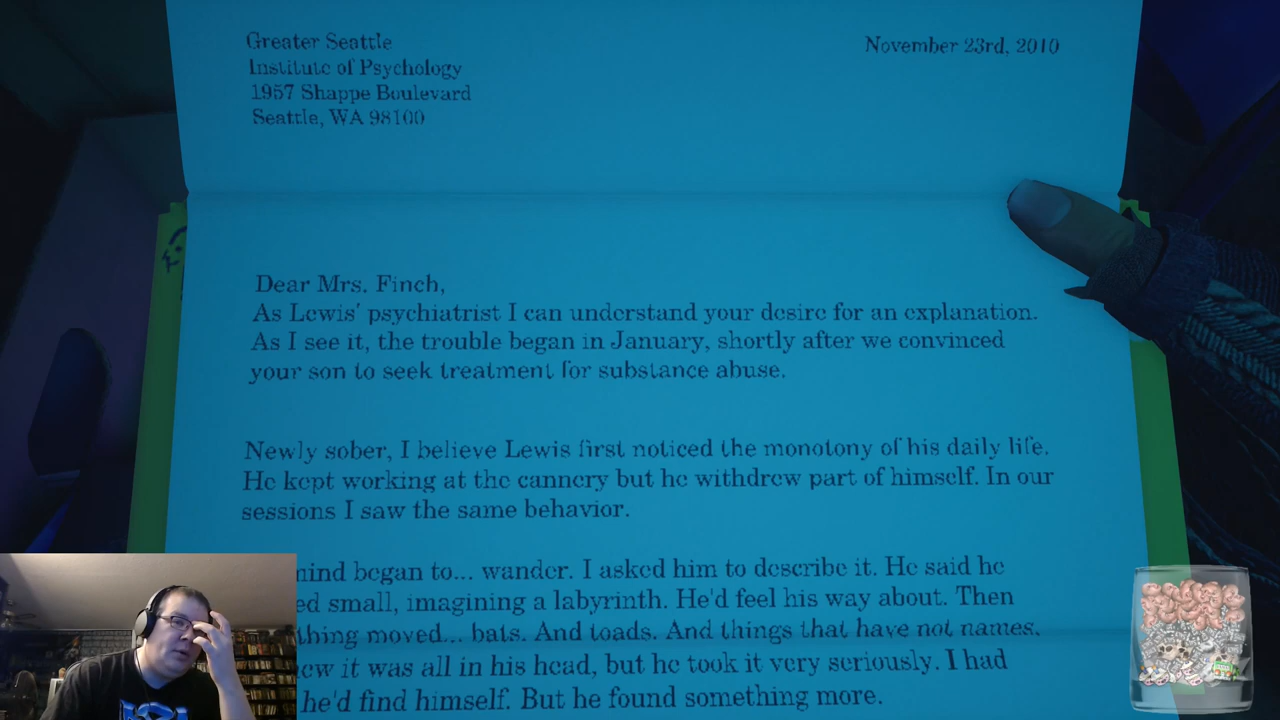 Greater Seattle
Institute of Psychology
1957 Shappe Boulevard
Seattle, WA 98100
November 23rd, 2010
Dear Mrs. Finch,
As Lewis' psychiatrist I can understand your desire for an explanation.
As I see it, the trouble began in January, shortly after we convinced
your son to seek treatment for substance abuse.
Newly sober, I believe Lewis first noticed the monotony of his daily life.
He kept working at the cannery but he withdrew part of himself. In our
sessions I saw the same behavior.
began to... wander. I asked him to describe it. He said he
small, imagining a labyrinth. He'd feel his way about. Then
moved... bats. And toads. And things that have not names.
it was all in his head, but he took it very seriously. I had
he'd find himself. But he found something more.